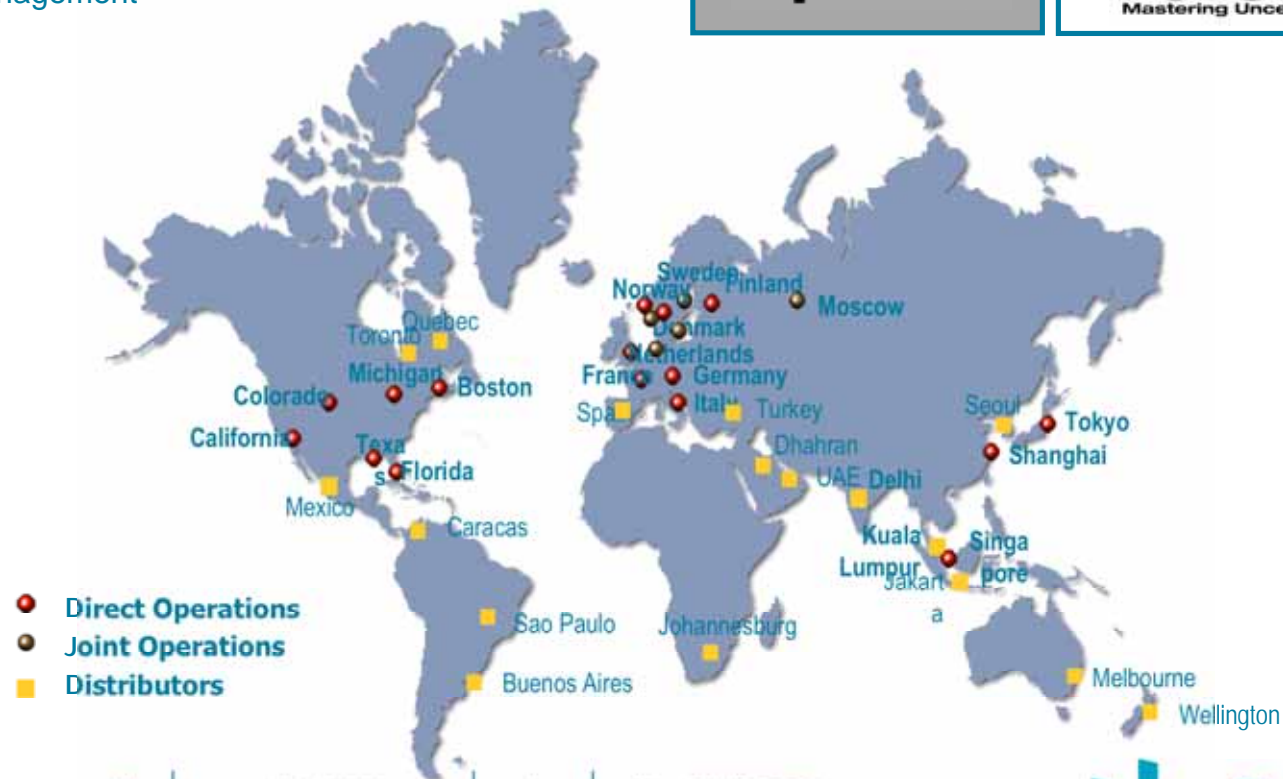 nagement
Mastering Unce
Sweden
Finland
Norway
Moscow
Denmark
Quebec
Toronto
Netherlands
Michigan
France
Germany
Boston
Colorado
Italy
Spa
Turkey
Seoul
Tokyo
California
Texa
s
Florida
Dhahran
Shanghai
UAE
Delhi
Mexico
Caracas
Kuala
Lumpur
Singa
pore
Jakart
a
Direct Operations
Joint Operations
Distributors
Sao Paulo
Johannesburg
Buenos Aires
Melbourne
Wellington